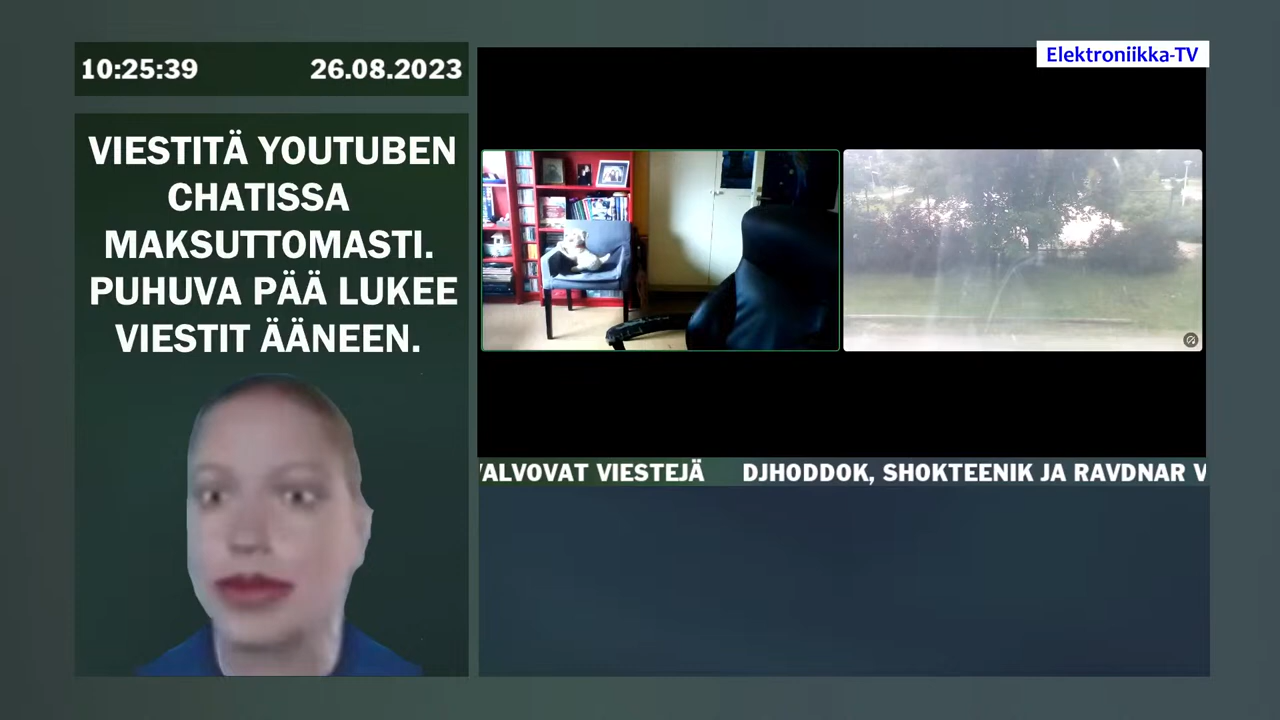 10:25:39
26.08.2023
Elektroniikka-TV
VIESTITÄ YOUTUBEN
CHATISSA
MAKSUTTOMASTI.
PUHUVA PÄÄ LUKEE
VIESTIT ÄÄNEEN.
VALVOVAT VIESTEJÄ DJHODDOK, SHOKTEENIK JA RAVDNAR V